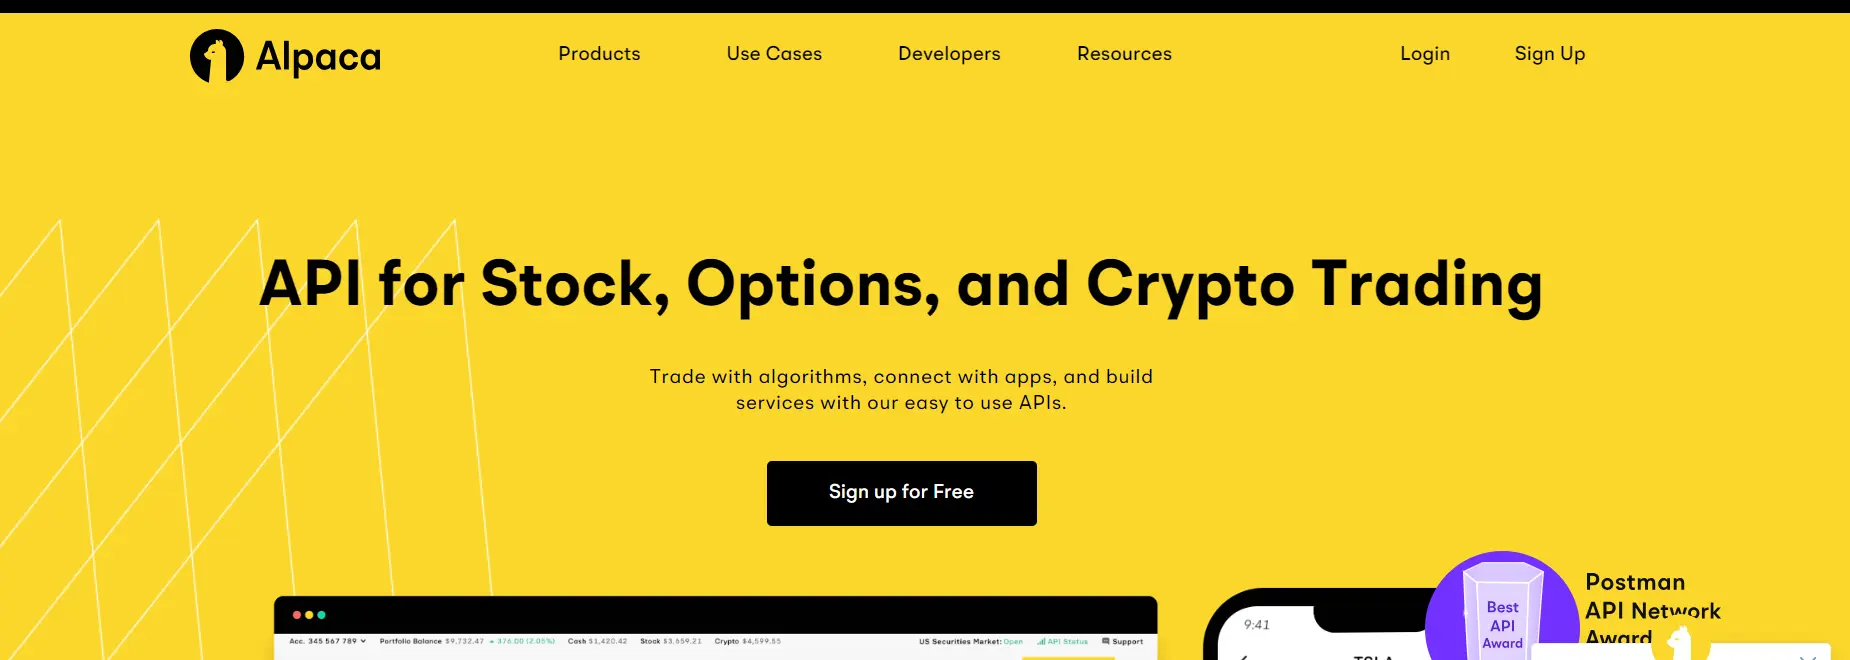 Alpaca
Products
Use Cases
Developers
Resources
Login
Sign Up
API for Stock, Options, and Crypto Trading
Trade with algorithms, connect with apps, and build
services with our easy to use APIs.
Sign up for Free
Postman
API Network
Award
Best
API
Award
Acc. 345 567 789
Portfolio Balance $9,732.47 376.00 (2.05%)
Cash $1,420.42
Stock $3,659.21
Crypto $4,599.55
US Securities Market: Open
API Status
Support
9:41
TSLA